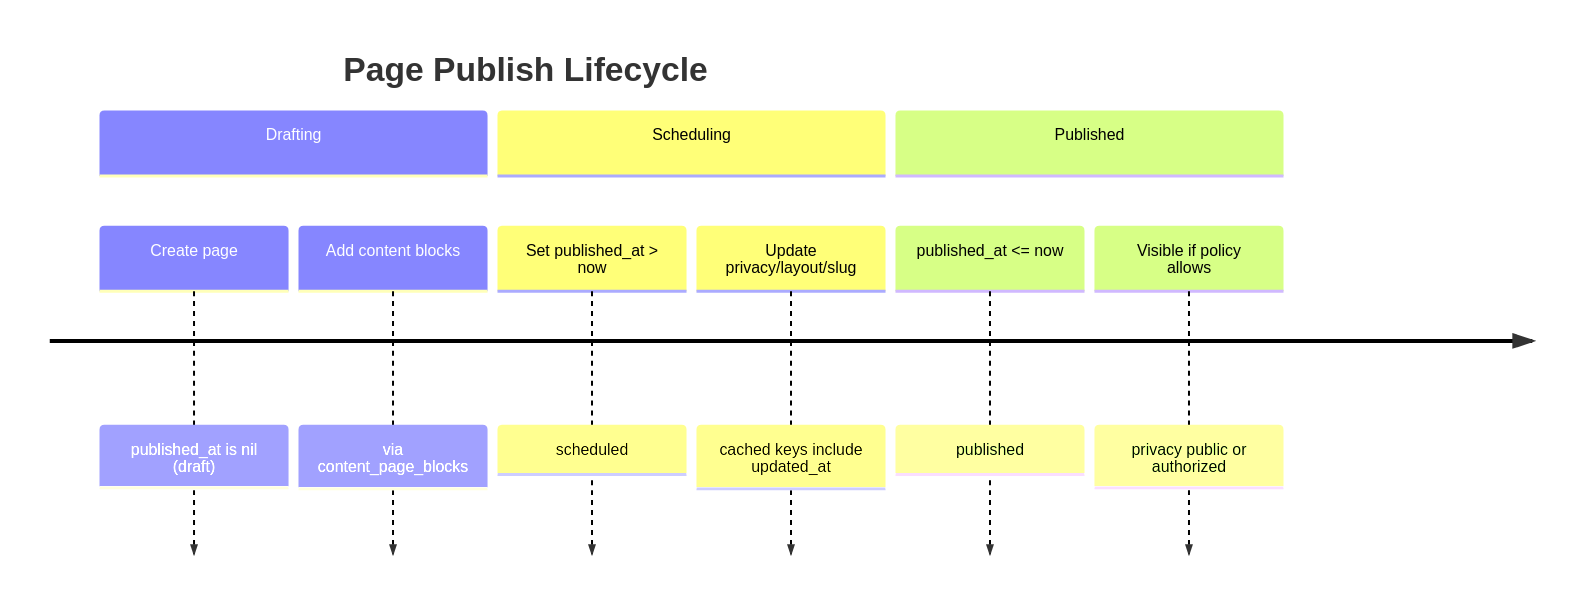 Page Publish Lifecycle
Drafting
Scheduling
Published
Create page
Add content blocks
Set published_at >
now
Update
privacy/layout/slug
published_at <= now
Visible if policy
allows
published_at is nil
(draft)
via
content_page_blocks
scheduled
cached keys include
updated_at
published
privacy public or
authorized